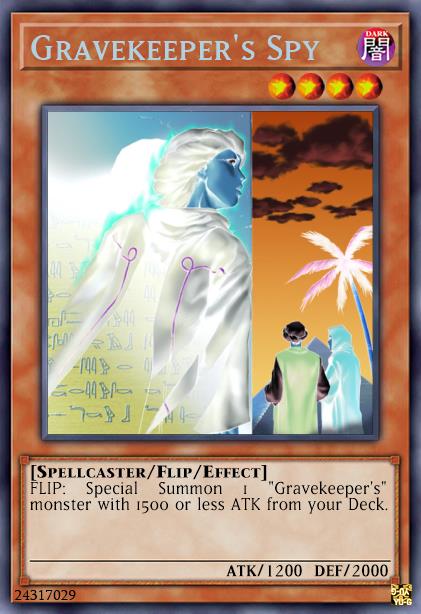 Gravekeeper's Spy
DARK
闇
[Spellcaster/Flip/Effect]
FLIP: Special Summon 1 "Gravekeeper's"
monster with 1500 or less ATK from your Deck.
ATK/1200 DEF/2000
24317029